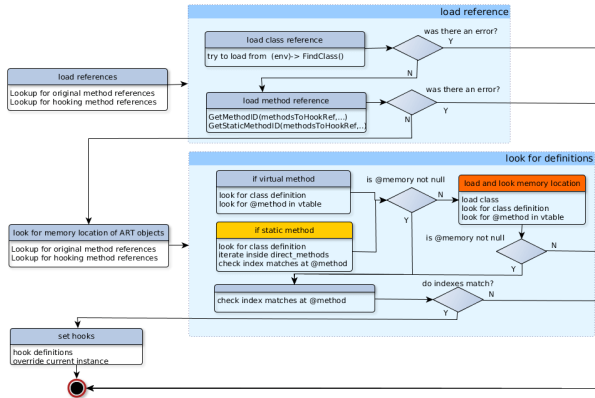 load reference
load class reference
try to load from (env)-> FindClass()
was there an error?
Y
N
load references
Lookup for original method references
Lookup for hooking method references
load method reference
GetMethodID(methodsToHookRef,...)
GetStaticMethodID(methodsToHookRef,..)
was there an error?
Y
N
look for definitions
if virtual method
look for class definition
look for @method in vtable
is @memory not null
N
Y
load and look memory location
load class
look for class definition
look for @method in vtable
if static method
look for class definition
iterate inside direct_methods
check index matches at @method
is @memory not null
N
Y
look for memory location of ART objects
Lookup for original method references
Lookup for hooking method references
check index matches at @method
do indexes match?
N
Y
set hooks
hook definitions
override current instance